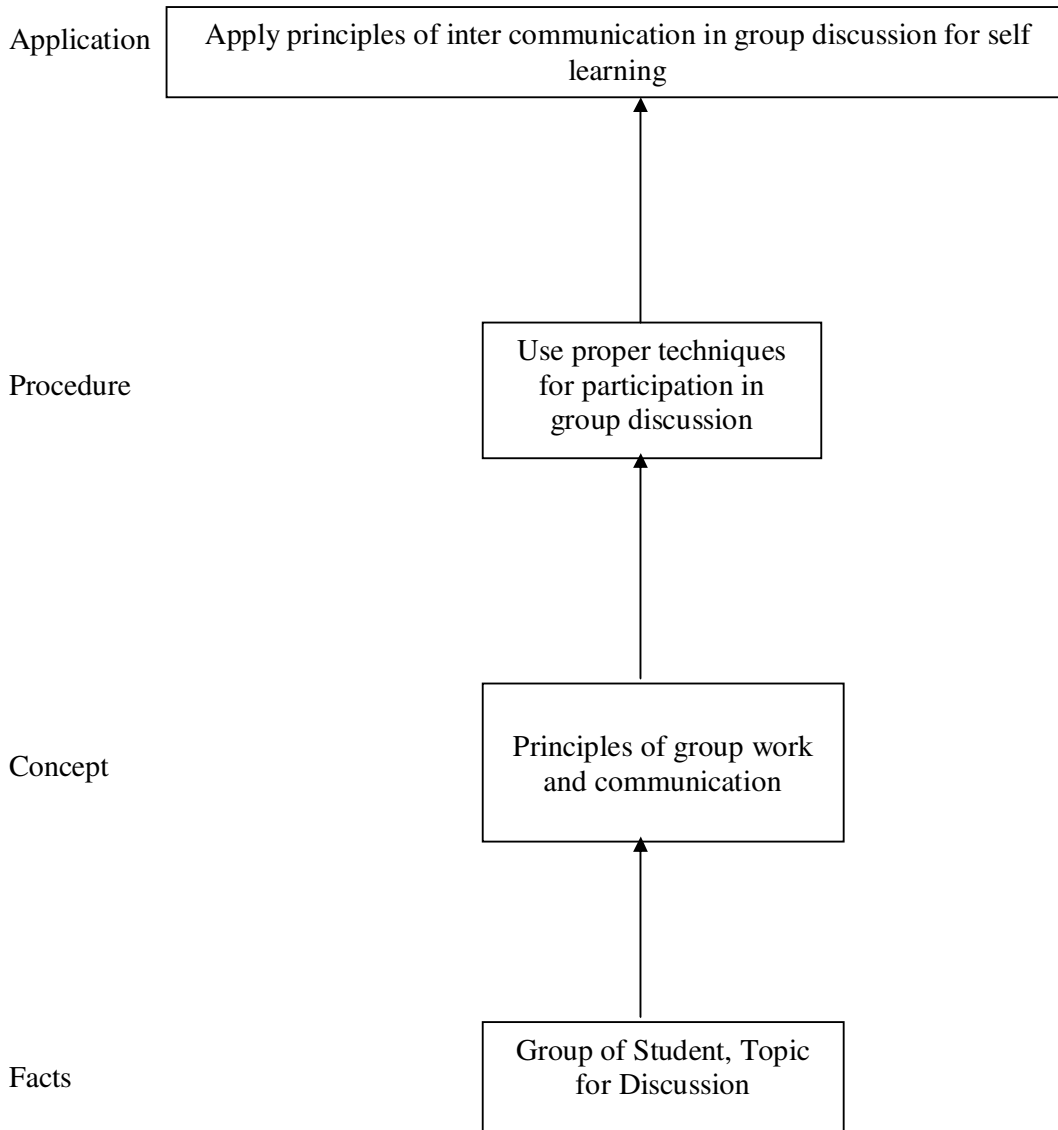 Application
Apply principles of inter communication in group discussion for self
learning
Procedure
Use proper techniques
for participation in
group discussion
Concept
Principles of group work
and communication
Facts
Group of Student, Topic
for Discussion